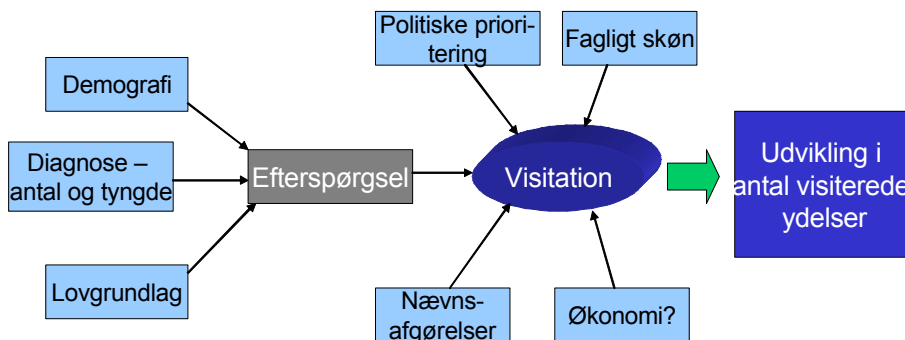 Politiske priori-
tering
Fagligt skøn
Demografi
Diagnose –
antal og tyngde
Efterspørgsel
Visitation
Udvikling i
antal visiterede
ydelser
Lovgrundlag
Nævns-
afgørelser
Økonomi?